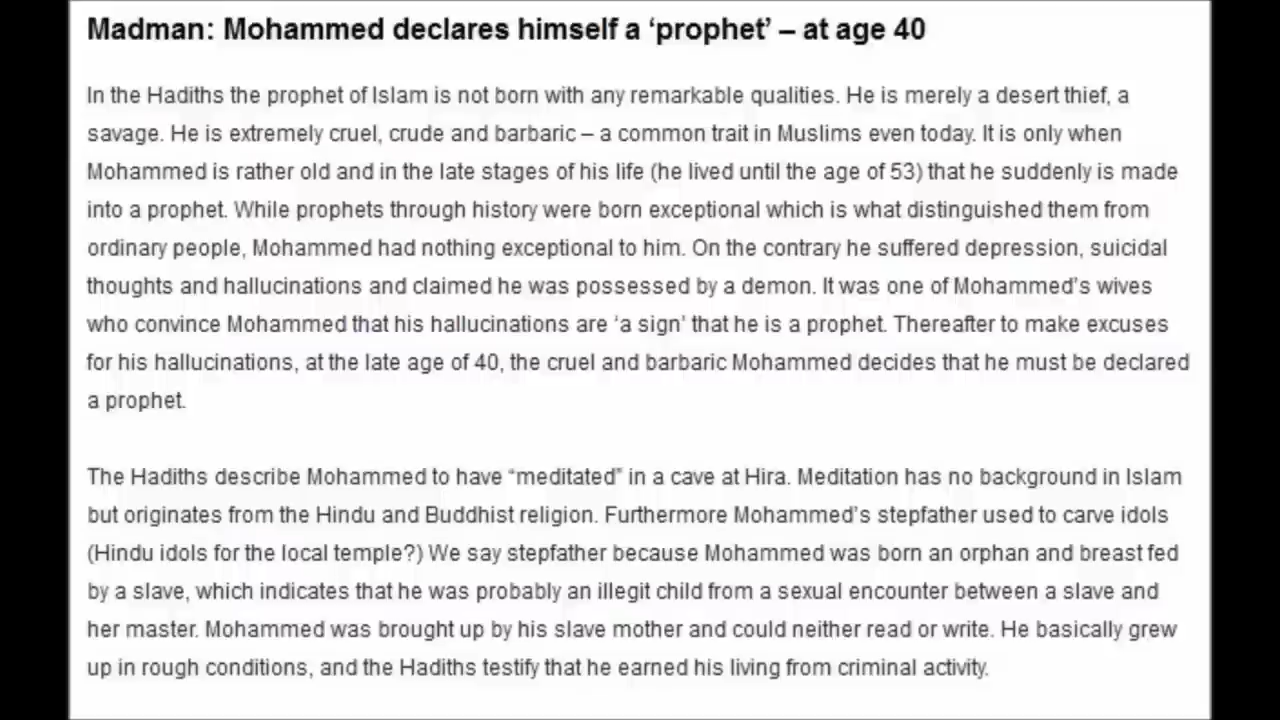 Madman: Mohammed declares himself a ‘prophet’ – at age 40
In the Hadiths the prophet of Islam is not born with any remarkable qualities. He is merely a desert thief, a
savage. He is extremely cruel, crude and barbaric – a common trait in Muslims even today. It is only when
Mohammed is rather old and in the late stages of his life (he lived until the age of 53) that he suddenly is made
into a prophet. While prophets through history were born exceptional which is what distinguished them from
ordinary people, Mohammed had nothing exceptional to him. On the contrary he suffered depression, suicidal
thoughts and hallucinations and claimed he was possessed by a demon. It was one of Mohammed’s wives
who convince Mohammed that his hallucinations are ‘a sign’ that he is a prophet. Thereafter to make excuses
for his hallucinations, at the late age of 40, the cruel and barbaric Mohammed decides that he must be declared
a prophet.
The Hadiths describe Mohammed to have “meditated” in a cave at Hira. Meditation has no background in Islam
but originates from the Hindu and Buddhist religion. Furthermore Mohammed’s stepfather used to carve idols
(Hindu idols for the local temple?) We say stepfather because Mohammed was born an orphan and breast fed
by a slave, which indicates that he was probably an illegit child from a sexual encounter between a slave and
her master. Mohammed was brought up by his slave mother and could neither read or write. He basically grew
up in rough conditions, and the Hadiths testify that he earned his living from criminal activity.